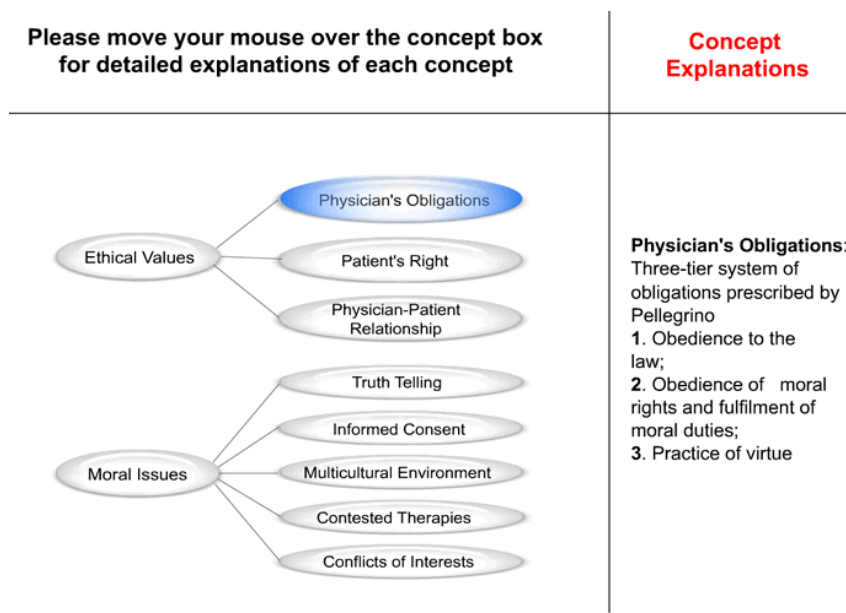 Please move your mouse over the concept box
for detailed explanations of each concept
Concept
Explanations
Ethical Values
Physician's Obligations
Patient's Right
Physician-Patient
Relationship
Moral Issues
Truth Telling
Informed Consent
Multicultural Environment
Contested Therapies
Conflicts of Interests
Physician's Obligations:
Three-tier system of
obligations prescribed by
Pellegrino
1. Obedience to the
law;
2. Obedience of moral
rights and fulfilment of
moral duties;
3. Practice of virtue